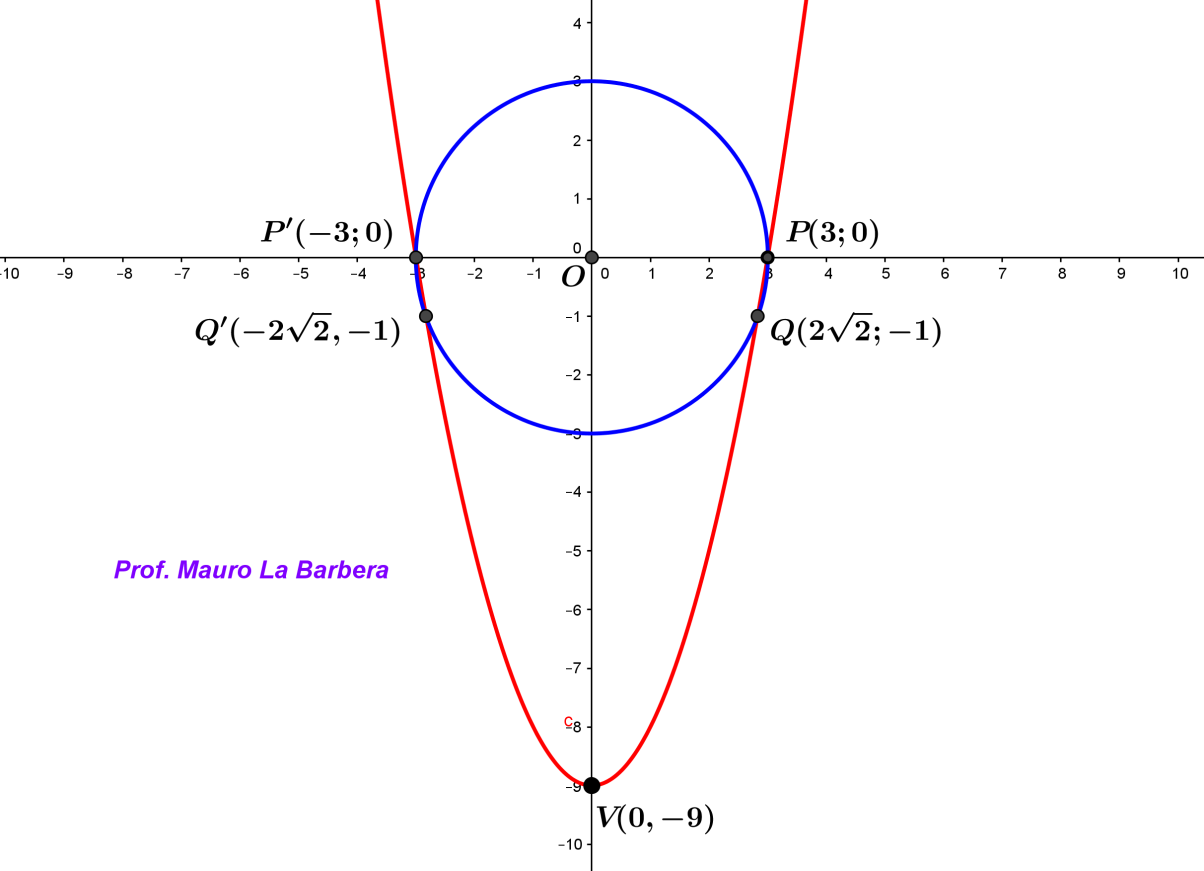 4
3
2
1
0
P′(−3; 0)
P(3; 0)
−10 −9 −8 −7 −6 −5 −4 −3 −2 −1 0 1 2 3 4 5 6 7 8 9 10
O
Q′(−2√2, −1)
−1
Q(2√2; −1)
−2
−3
−4
−5
Prof. Mauro La Barbera
−6
−7
c
−8
−9
V(0, −9)
−10